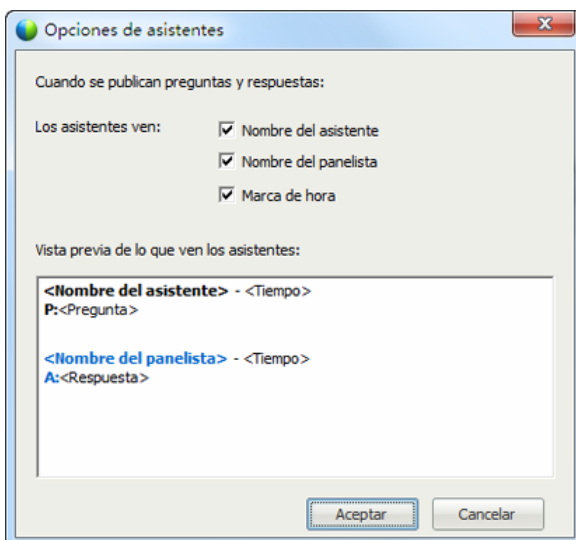 Opciones de asistentes
Cuando se publican preguntas y respuestas:
Los asistentes ven:
Nombre del asistente
Nombre del panelista
Marca de hora
Vista previa de lo que ven los asistentes:
<Nombre del asistente> - <Tiempo>
P:<Pregunta>
<Nombre del panelista> - <Tiempo>
A:<Respuesta>
Aceptar
Cancelar